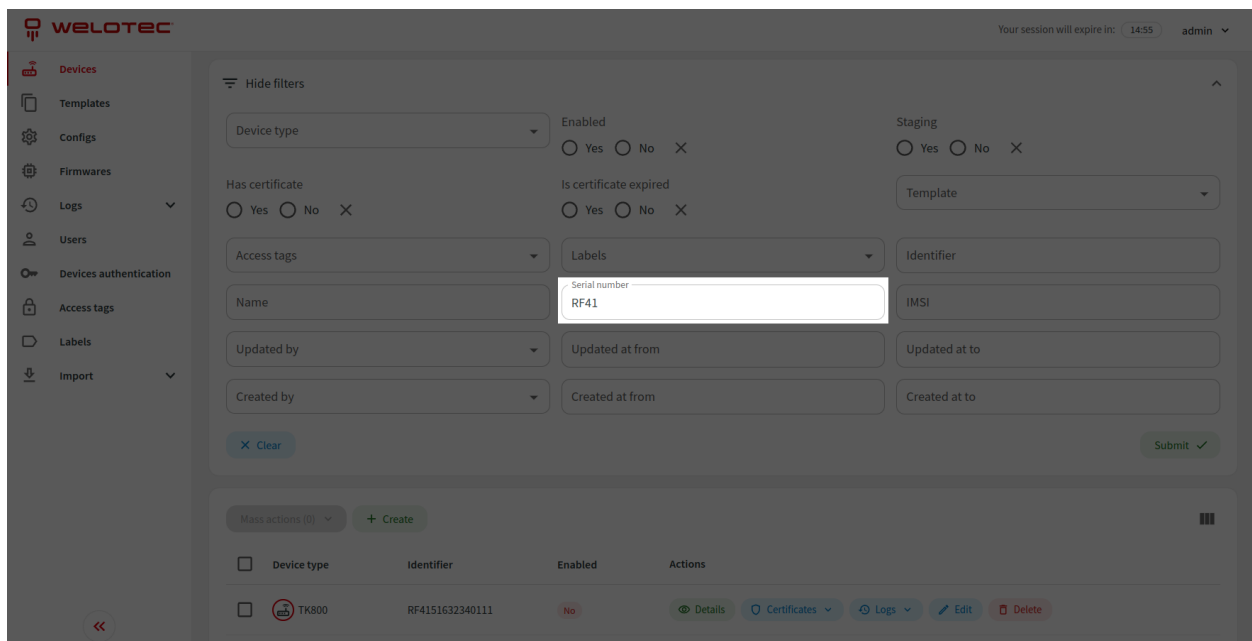 welotec
Your session will expire in: 14:55 admin
Devices
Templates
Configs
Firmwares
Logs
Users
Devices authentication
Access tags
Labels
Import
Hide filters
Device type
Enabled
Yes No
Staging
Yes No
Has certificate
Yes No
Is certificate expired
Yes No
Template
Access tags
Labels
Identifier
Name
Serial number
RF41
IMSI
Updated by
Updated at from
Updated at to
Created by
Created at from
Created at to
Clear
Submit
Mass actions (0)
+ Create
Device type Identifier Enabled Actions
TK800 RF4151632340111 No Details Certificates Logs Edit Delete